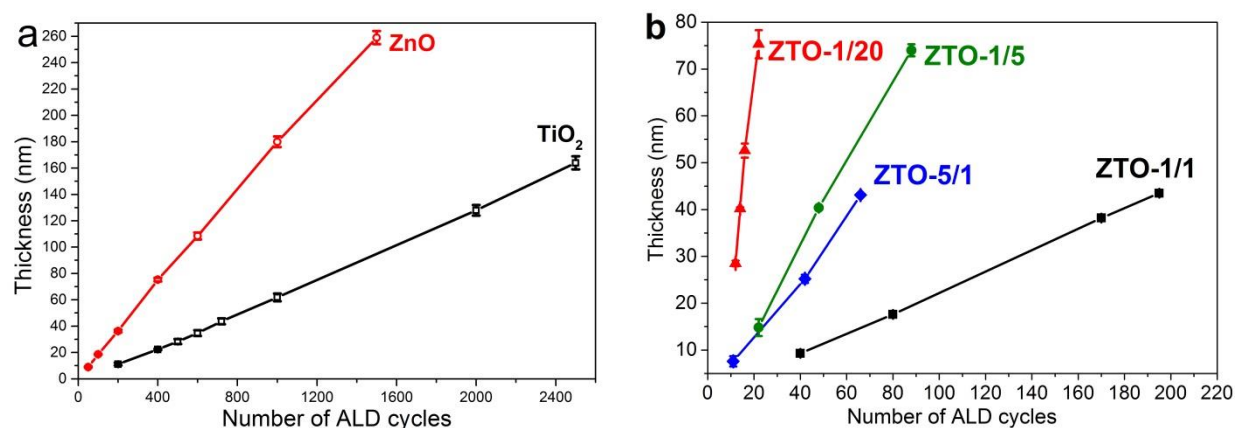 a
260
240
220
200
180
160
140
120
100
80
60
40
20
0
Thickness (nm)
ZnO
TiO₂
0 400 800 1200 1600 2000 2400
Number of ALD cycles
b
80
70
60
50
40
30
20
10
Thickness (nm)
ZTO-1/20
ZTO-1/5
ZTO-5/1
ZTO-1/1
0 20 40 60 80 100 120 140 160 180 200 220
Number of ALD cycles